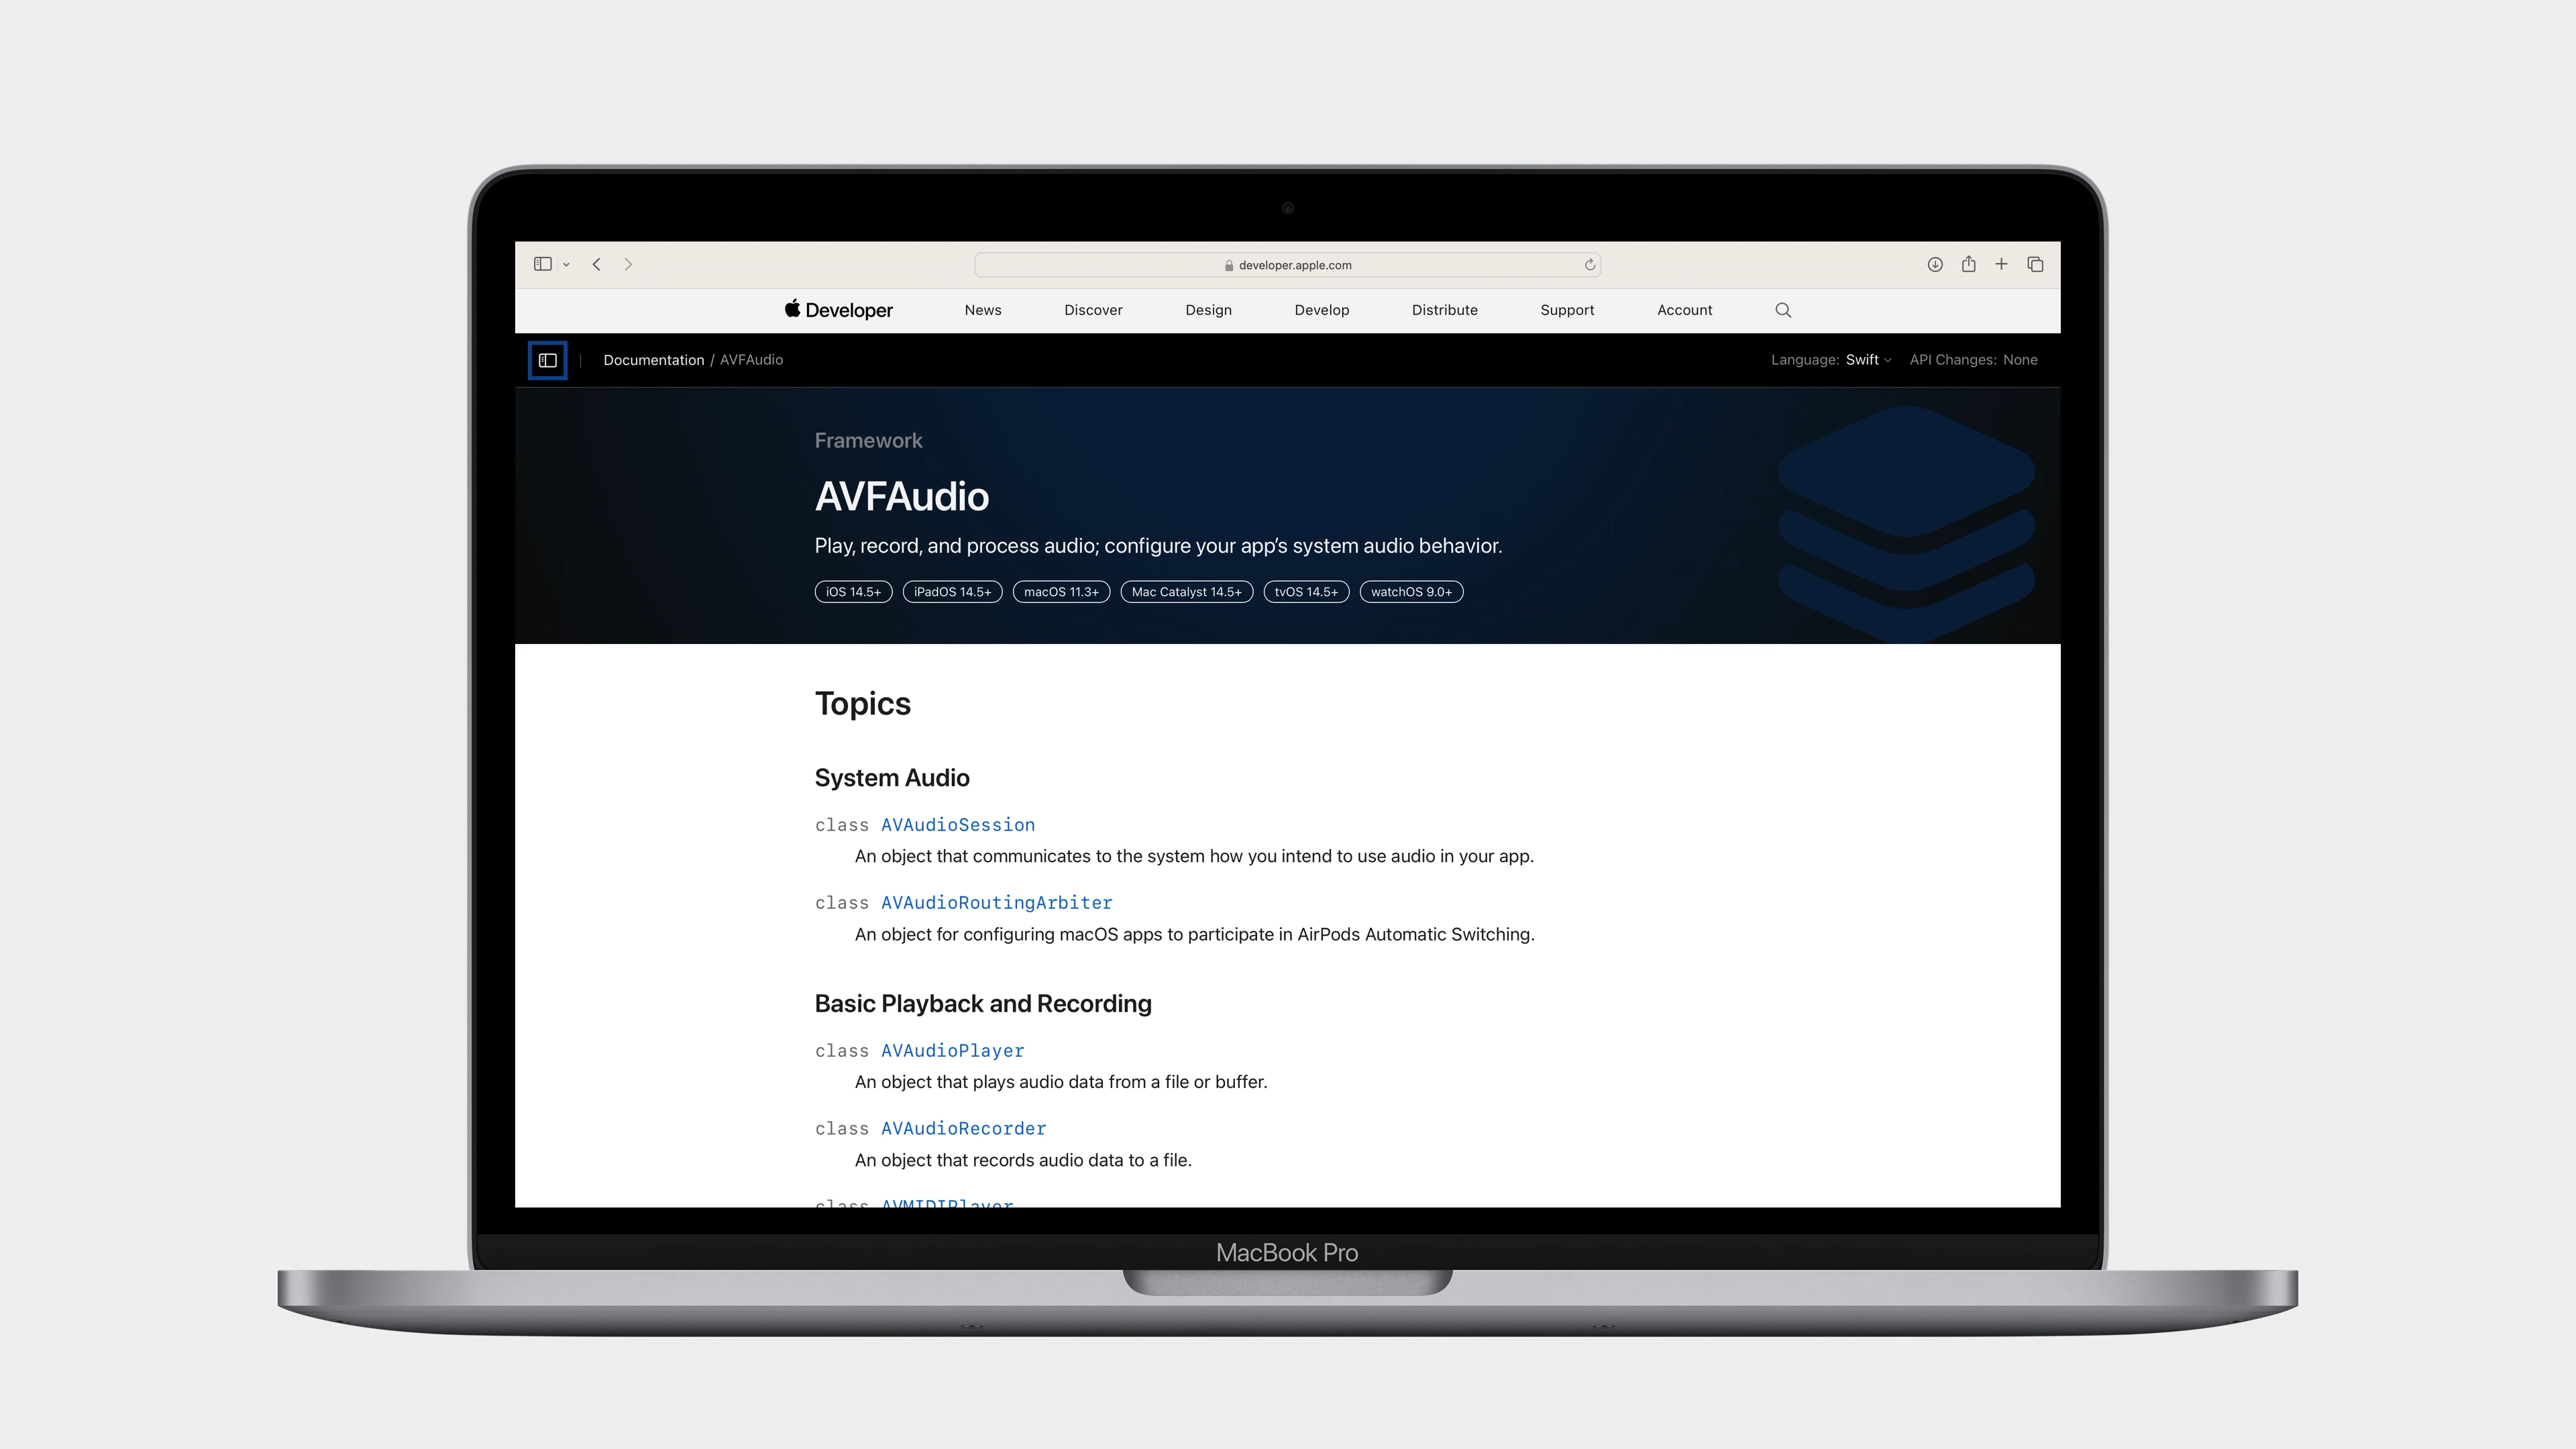 developer.apple.com
Developer News Discover Design Develop Distribute Support Account
Documentation / AVFAudio Language: Swift API Changes: None
Framework
AVFAudio
Play, record, and process audio; configure your app’s system audio behavior.
iOS 14.5+ iPadOS 14.5+ macOS 11.3+ Mac Catalyst 14.5+ tvOS 14.5+ watchOS 9.0+
Topics
System Audio
class AVAudioSession
An object that communicates to the system how you intend to use audio in your app.
class AVAudioRoutingArbiter
An object for configuring macOS apps to participate in AirPods Automatic Switching.
Basic Playback and Recording
class AVAudioPlayer
An object that plays audio data from a file or buffer.
class AVAudioRecorder
An object that records audio data to a file.
class AVMIDIPlayer
MacBook Pro